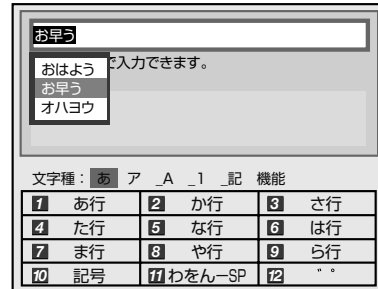 お早う
で入力できます。
おはよう
お早う
オハヨウ
文字種： あ ア _A _1 _記 機能
1 あ行 2 か行 3 さ行
4 た行 5 な行 6 は行
7 ま行 8 や行 9 ら行
10 記号 11 わをん－SP 12 ゛゜